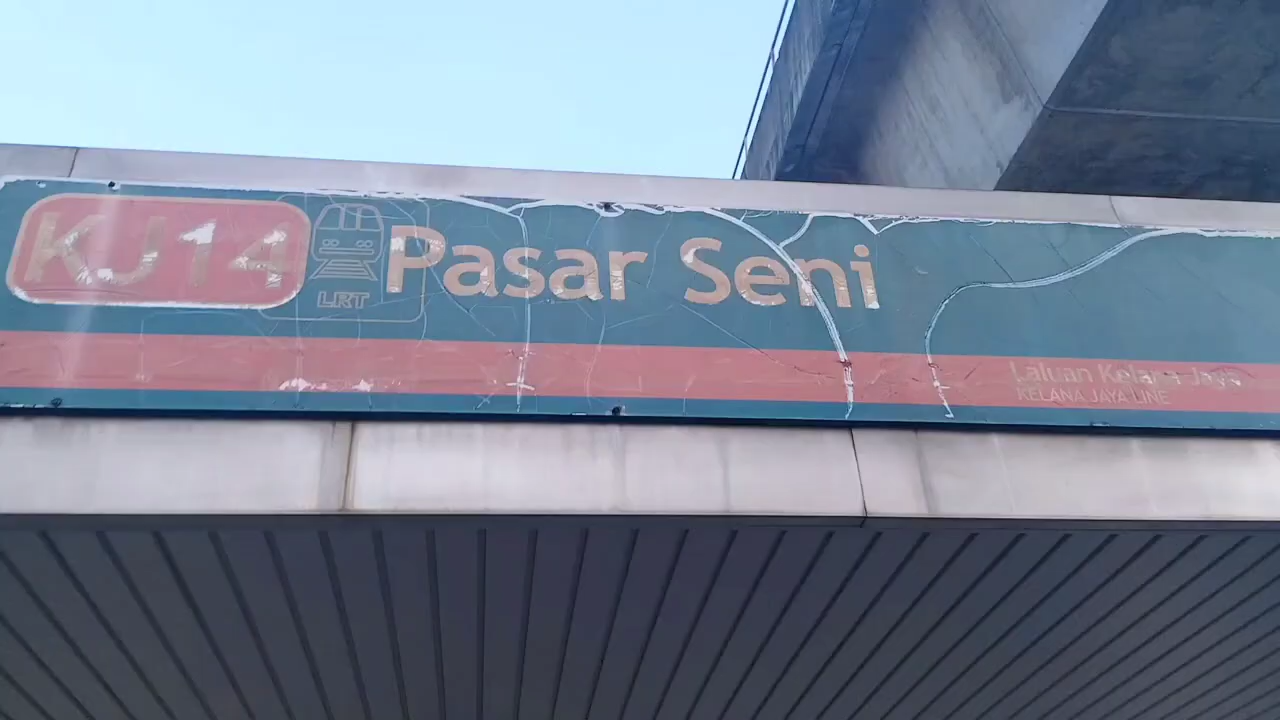 KJ14
LRT
Pasar Seni
Laluan Kelana Jaya
KELANA JAYA LINE